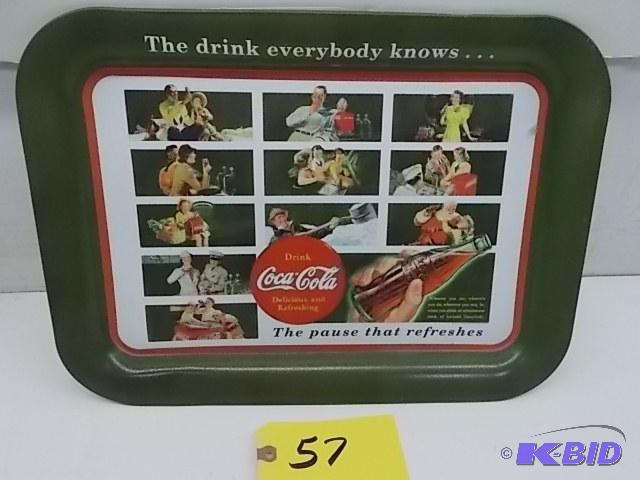 The drink everybody knows...
Drink
Coca-Cola
Delicious and
Refreshing
The pause that refreshes
57
© K-BID